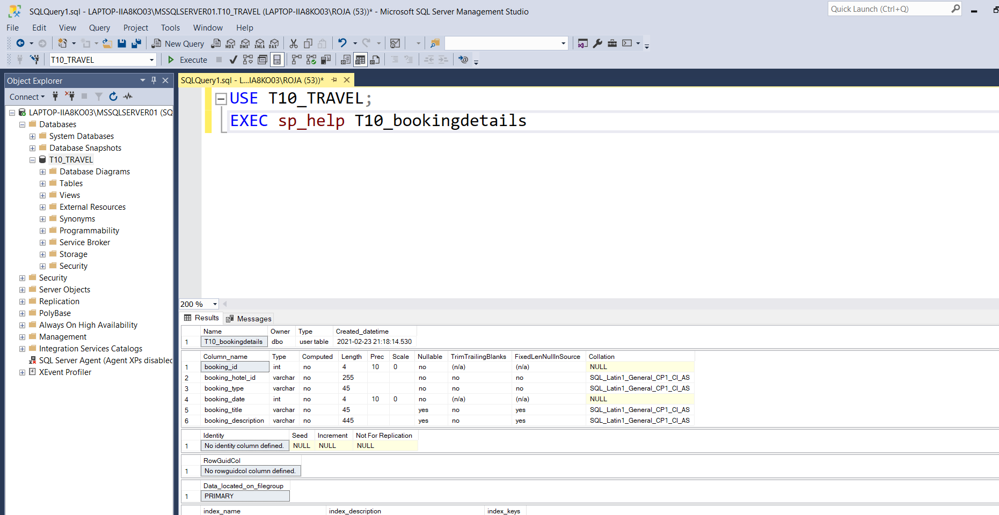 SQLQuery1.sql - LAPTOP-IIA8KO03\MSSQLSERVER01.T10_TRAVEL (LAPTOP-IIA8KO03\ROJA (53))* - Microsoft SQL Server Management Studio
Quick Launch (Ctrl+Q)
File Edit View Query Project Tools Window Help
New Query MDX DMX XMLA DAX
T10_TRAVEL Execute
Object Explorer
SQLQuery1.sql - L...IA8KO03\ROJA (53))*
Connect
LAPTOP-IIA8KO03\MSSQLSERVER01 (SQ
Databases
System Databases
Database Snapshots
T10_TRAVEL
Database Diagrams
Tables
Views
External Resources
Synonyms
Programmability
Service Broker
Storage
Security
Security
Server Objects
Replication
PolyBase
Always On High Availability
Management
Integration Services Catalogs
SQL Server Agent (Agent XPs disabled
XEvent Profiler
USE T10_TRAVEL;
EXEC sp_help T10_bookingdetails
200 %
Results Messages
Name Owner Type Created_datetime
1 T10_bookingdetails dbo user table 2021-02-23 21:18:14.530
Column_name Type Computed Length Prec Scale Nullable TrimTrailingBlanks FixedLenNullInSource Collation
1 booking_id int no 4 10 0 no (n/a) (n/a) NULL
2 booking_hotel_id varchar no 255 no no no SQL_Latin1_General_CP1_CI_AS
3 booking_type varchar no 45 no no no SQL_Latin1_General_CP1_CI_AS
4 booking_date int no 4 10 0 no (n/a) (n/a) NULL
5 booking_title varchar no 45 yes no yes SQL_Latin1_General_CP1_CI_AS
6 booking_description varchar no 445 yes no yes SQL_Latin1_General_CP1_CI_AS
Identity Seed Increment Not For Replication
1 No identity column defined. NULL NULL NULL
RowGuidCol
1 No rowguidcol column defined.
Data_located_on_filegroup
1 PRIMARY
index_name index_description index_keys